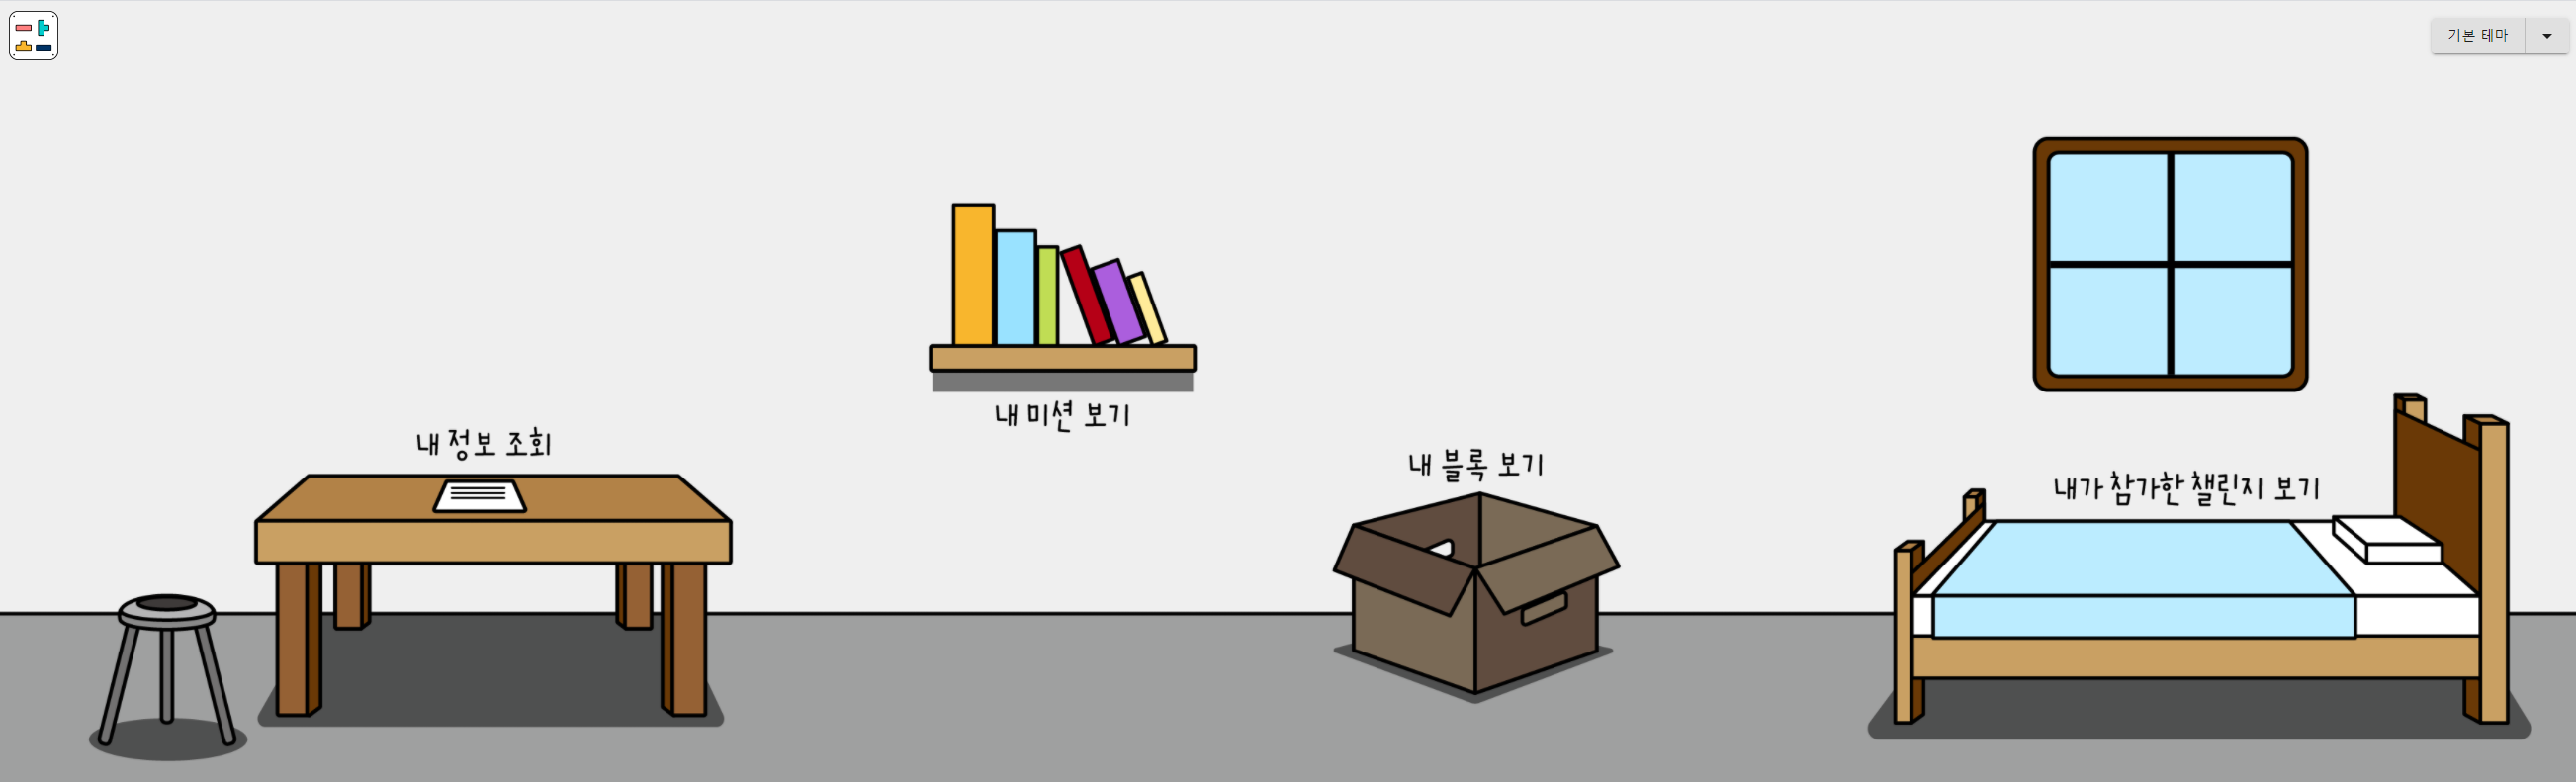 기본 테마
내 미션 보기
내 정보 조회
내 블록 보기
내가 참가한 챌린지 보기